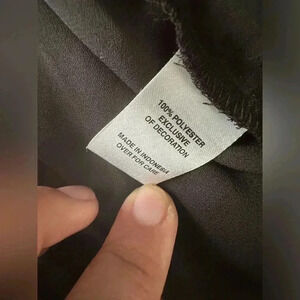 100% POLYESTER
EXCLUSIVE
OF DECORATION
MADE IN INDONESIA
OVER FOR CARE